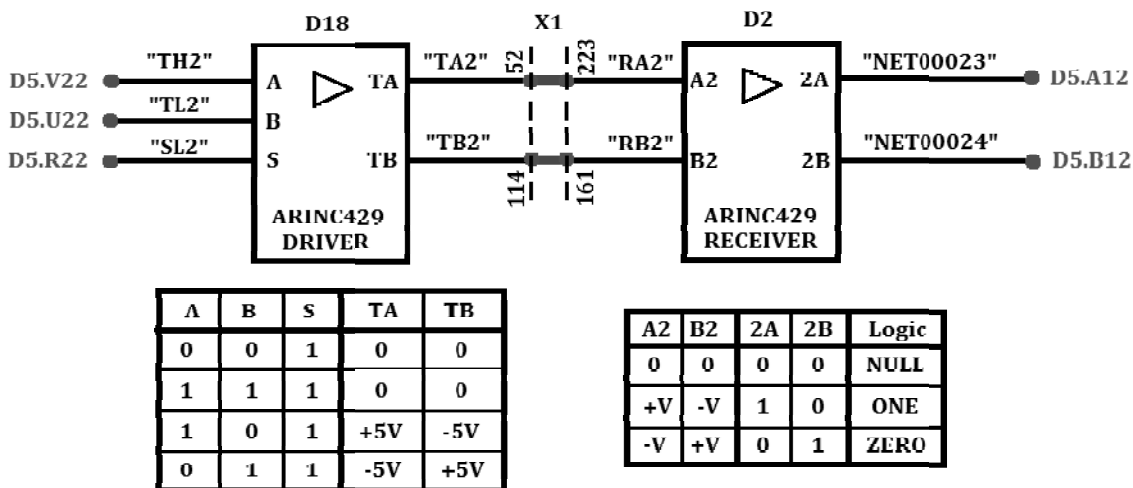 D18 X1 D2
D5.V22 "TH2" A TA "TA2" 52 223 "RA2" A2 2A "NET00023" D5.A12
D5.U22 "TL2" B
D5.R22 "SL2" S TB "TB2" 114 161 "RB2" B2 2B "NET00024" D5.B12
ARINC429 ARINC429
DRIVER RECEIVER
A B S TA TB
0 0 1 0 0
1 1 1 0 0
1 0 1 +5V -5V
0 1 1 -5V +5V
A2 B2 2A 2B Logic
0 0 0 0 NULL
+V -V 1 0 ONE
-V +V 0 1 ZERO